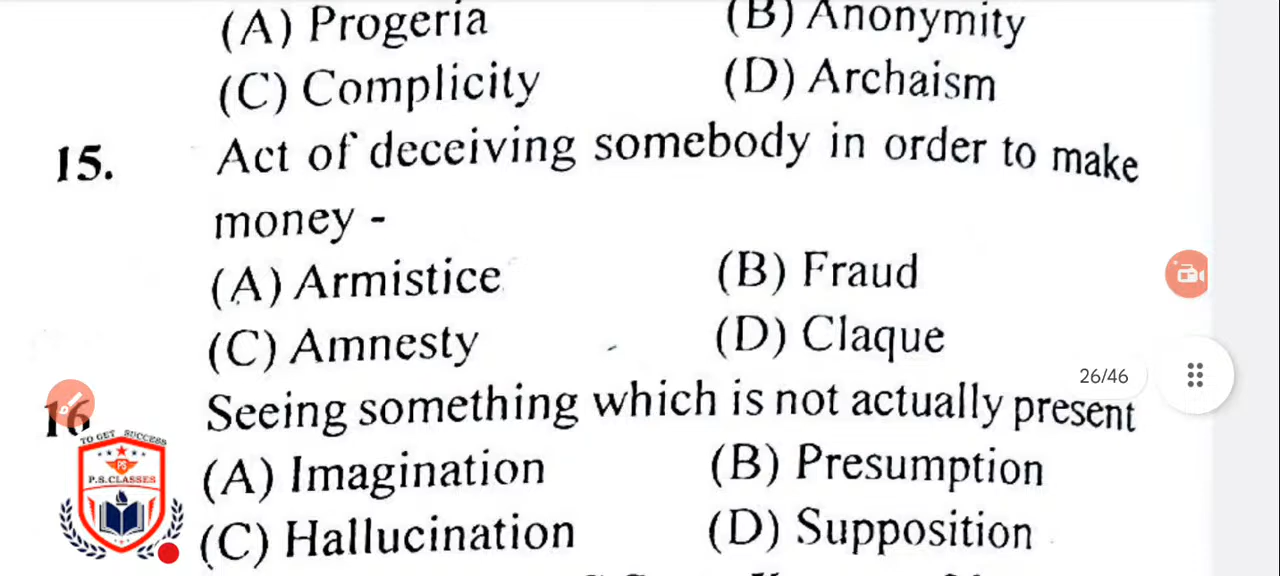 (A) Progeria (B) Anonymity
(C) Complicity (D) Archaism
15. Act of deceiving somebody in order to make
money -
(A) Armistice (B) Fraud
(C) Amnesty (D) Claque
26/46
16 Seeing something which is not actually present
TO GET SUCCESS
PS
P.S.CLASSES
(A) Imagination (B) Presumption
(C) Hallucination (D) Supposition